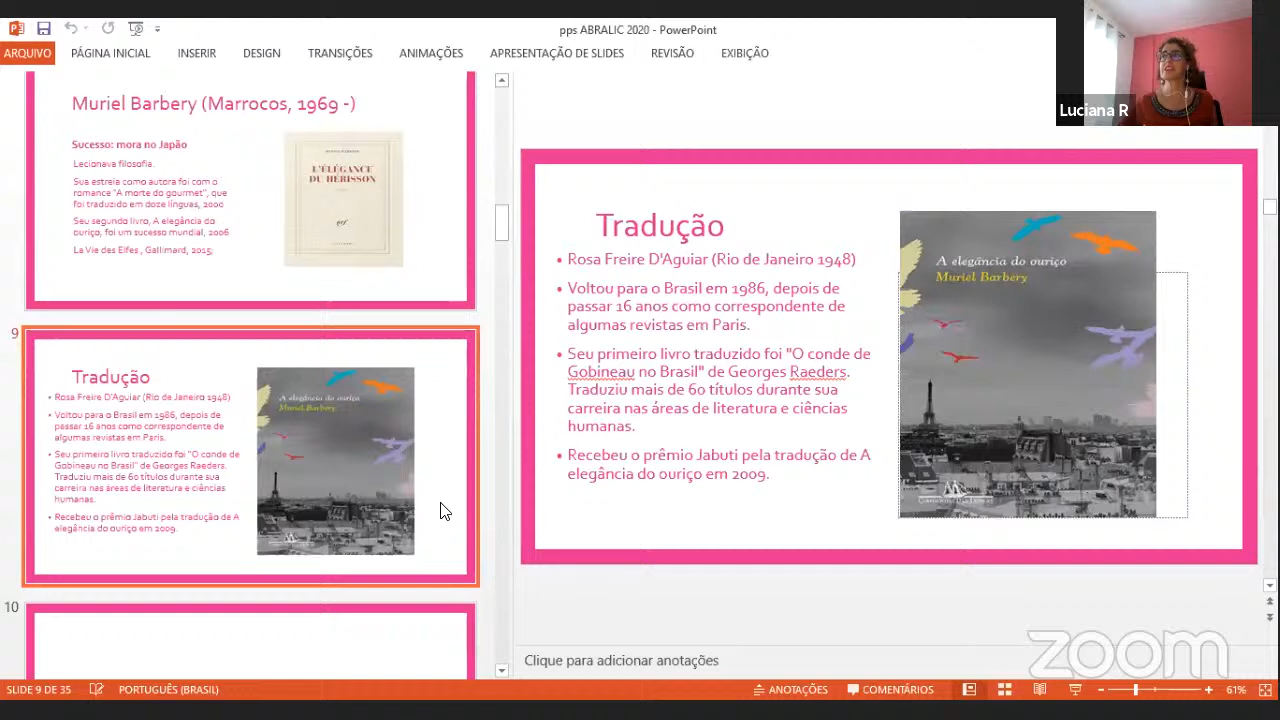 pps ABRALIC 2020 - PowerPoint
ARQUIVO PÁGINA INICIAL INSERIR DESIGN TRANSIÇÕES ANIMAÇÕES APRESENTAÇÃO DE SLIDES REVISÃO EXIBIÇÃO
Luciana R
Muriel Barbery (Marrocos, 1969 -)
Sucesso: mora no Japão
Lecionava filosofia.
Sua estreia como autora foi com o
romance "A morte do gourmet", que
foi traduzido em doze línguas, 2000
Seu segundo livro, A elegância do
ouriço, foi um sucesso mundial, 2006
La Vie des Elfes , Gallimard, 2015;
MURIEL BARBERY
L'ÉLÉGANCE
DU HÉRISSON
nrf
9
Tradução
Rosa Freire D'Aguiar (Rio de Janeiro 1948)
Voltou para o Brasil em 1986, depois de
passar 16 anos como correspondente de
algumas revistas em Paris.
Seu primeiro livro traduzido foi "O conde de
Gobineau no Brasil" de Georges Raeders.
Traduziu mais de 60 títulos durante sua
carreira nas áreas de literatura e ciências
humanas.
Recebeu o prêmio Jabuti pela tradução de A
elegância do ouriço em 2009.
A elegância do ouriço
Muriel Barbery
10
Tradução
• Rosa Freire D'Aguiar (Rio de Janeiro 1948)
• Voltou para o Brasil em 1986, depois de
passar 16 anos como correspondente de
algumas revistas em Paris.
• Seu primeiro livro traduzido foi "O conde de
Gobineau no Brasil" de Georges Raeders.
Traduziu mais de 60 títulos durante sua
carreira nas áreas de literatura e ciências
humanas.
• Recebeu o prêmio Jabuti pela tradução de A
elegância do ouriço em 2009.
A elegância do ouriço
Muriel Barbery
COMPANHIA DAS LETRAS
Clique para adicionar anotações
zoom
SLIDE 9 DE 35 PORTUGUÊS (BRASIL) ANOTAÇÕES COMENTÁRIOS 61%